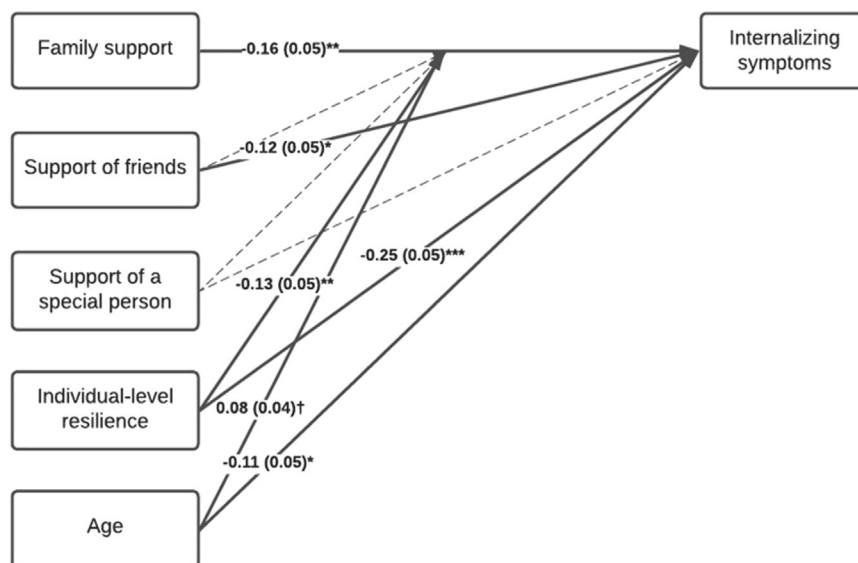 Family support
-0.16 (0.05)**
Internalizing
symptoms
Support of friends
-0.12 (0.05)*
Support of a
special person
-0.25 (0.05)***
-0.13 (0.05)**
Individual-level
resilience
0.08 (0.04)†
-0.11 (0.05)*
Age